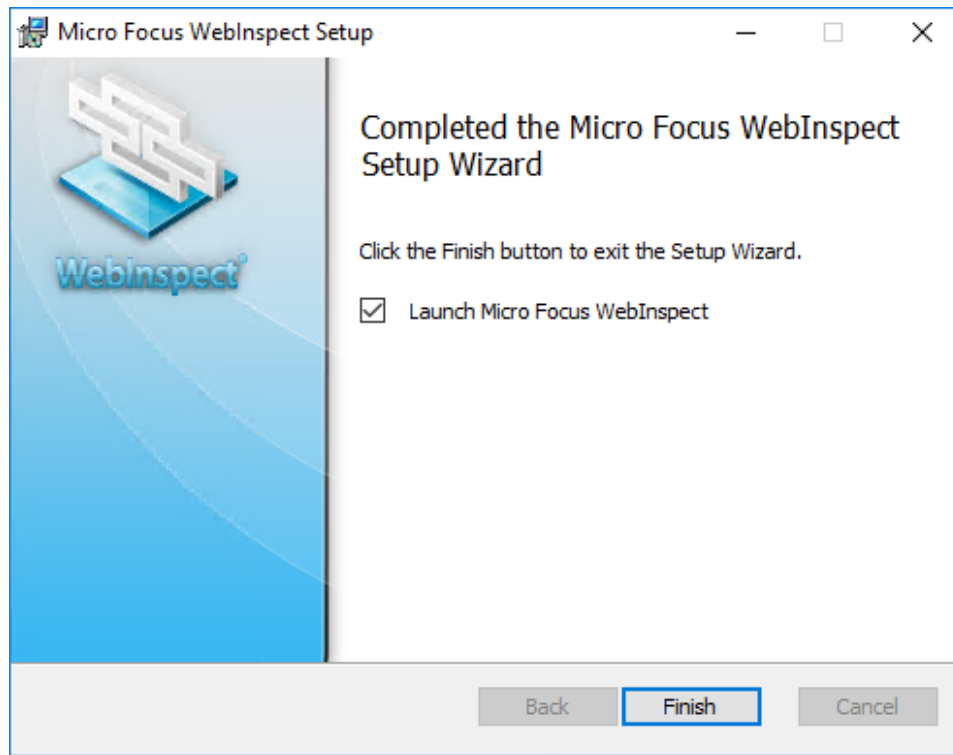 Micro Focus WebInspect Setup
Completed the Micro Focus WebInspect
Setup Wizard
Click the Finish button to exit the Setup Wizard.
WebInspect®
Launch Micro Focus WebInspect
Back
Finish
Cancel